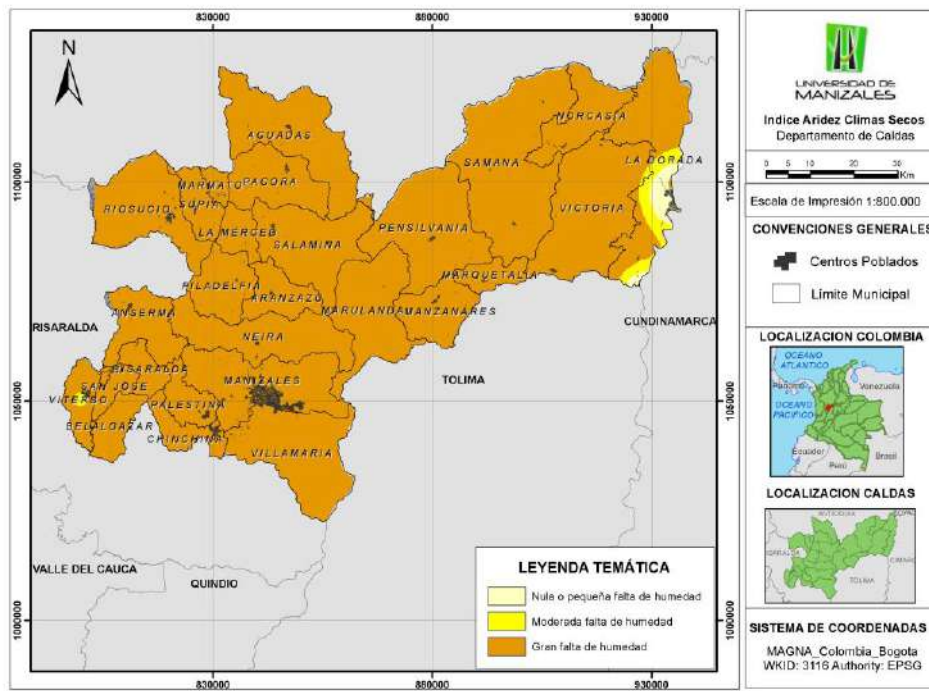 830000
880000
930000
N
AGUADAS
NORCASIA
SAMANA
LA DORADA
MARMATO
PACORA
SUPIA
RIOSUCIO
VICTORIA
LA MERCED
SALAMINA
PENSILVANIA
MARQUETALIA
FILADELFIA
ARANZAZU
MARULANDA
MANZANARES
ANSERMA
RISARALDA
NEIRA
CUNDINAMARCA
RISARALDA
SAN JOSE
MANIZALES
TOLIMA
VITERBO
PALESTINA
BELALCAZAR
CHINCHINA
VILLAMARIA
VALLE DEL CAUCA
QUINDIO
1100000
1050000
1000000
1100000
1050000
1000000
830000
880000
930000
LEYENDA TEMÁTICA
Nula o pequeña falta de humedad
Moderada falta de humedad
Gran falta de humedad
UNIVERSIDAD DE
MANIZALES
Indice Aridez Climas Secos
Departamento de Caldas
0 5 10 20 30
Km
Escala de Impresión 1:800.000
CONVENCIONES GENERALES
Centros Poblados
Límite Municipal
LOCALIZACION COLOMBIA
OCEANO
ATLANTICO
Panamá
Venezuela
OCEANO
PACIFICO
Ecuador
Perú
Brasil
LOCALIZACION CALDAS
ANTIOQUIA
RISARALDA
TOLIMA
SISTEMA DE COORDENADAS
MAGNA_Colombia_Bogota
WKID: 3116 Authority: EPSG